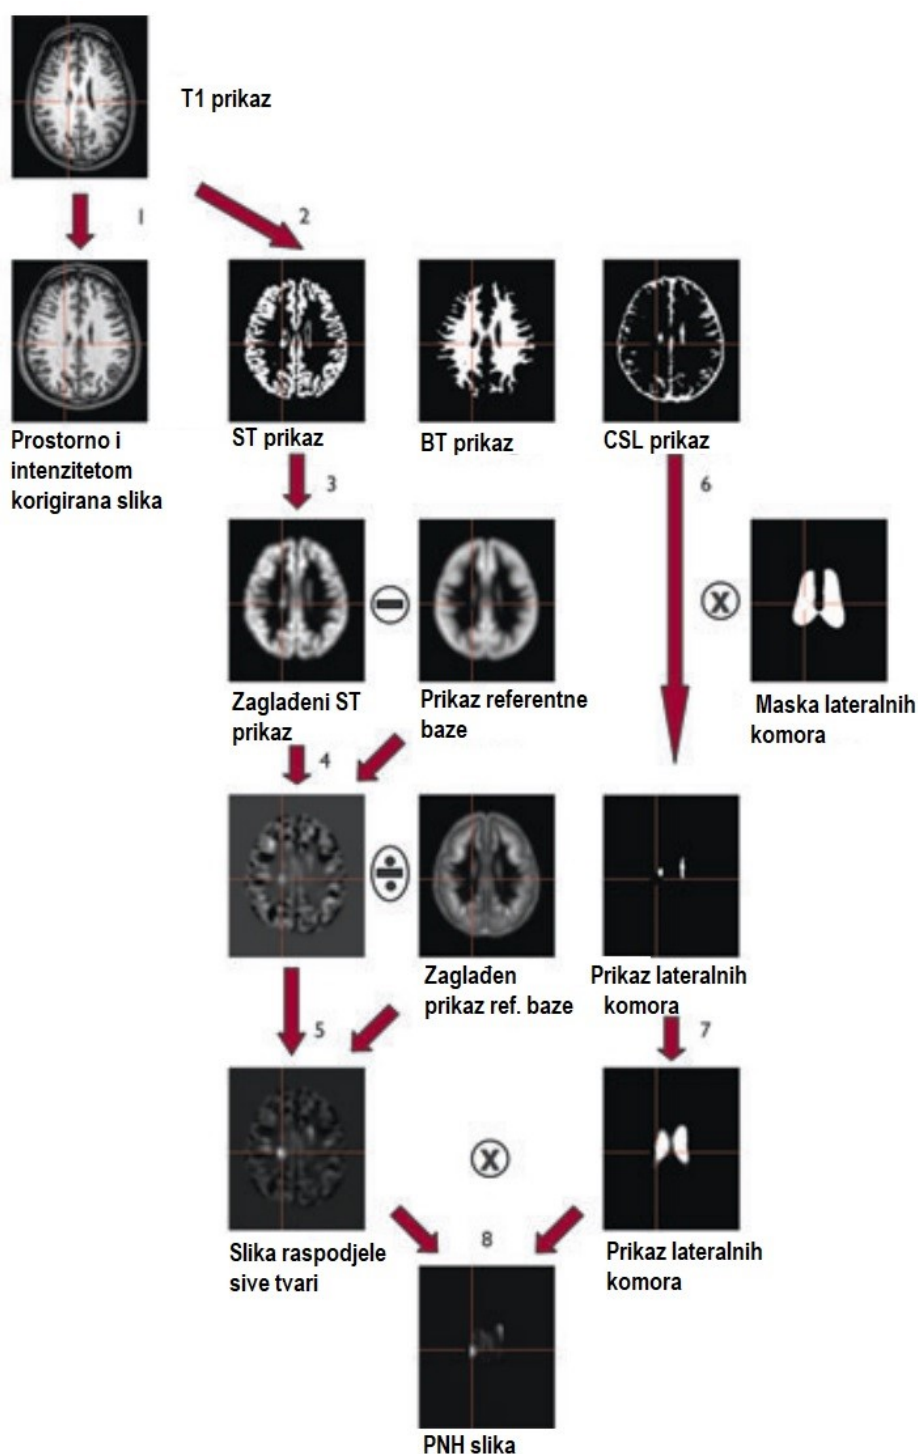 T1 prikaz
1
2
ST prikaz
BT prikaz
CSL prikaz
Prostorno i
intenzitetom
korigirana slika
3
6
X
Zaglađeni ST
prikaz
Prikaz referentne
baze
Maska lateralnih
komora
4
Zaglađen
prikaz ref. baze
Prikaz lateralnih
komora
5
7
X
Slika raspodjele
sive tvari
8
Prikaz lateralnih
komora
PNH slika